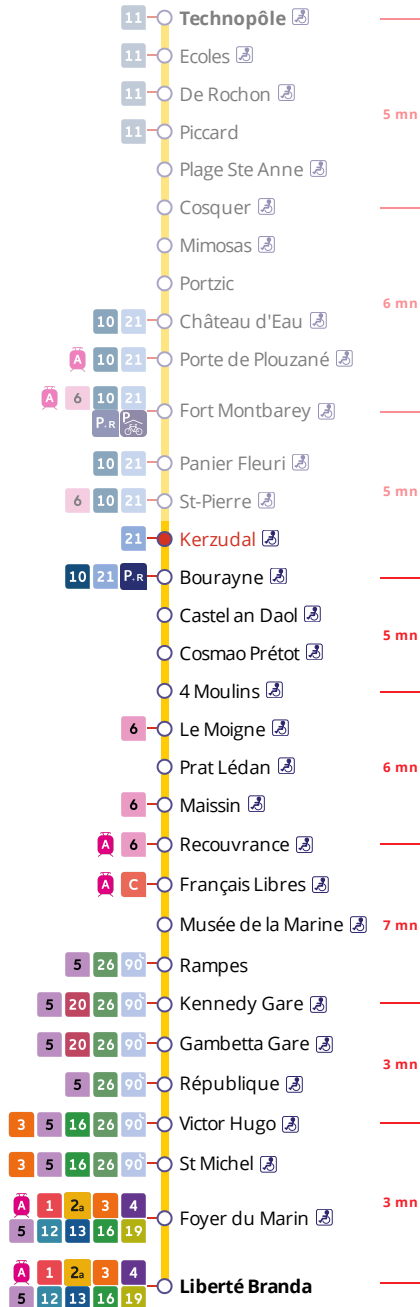 11 Technopôle
11 Ecoles
11 De Rochon
5 mn
11 Piccard
Plage Ste Anne
Cosquer
Mimosas
Portzic
6 mn
10 21 Château d'Eau
A 10 21 Porte de Plouzané
A 6 10 21
P+R P Fort Montbarey
10 21 Panier Fleuri
6 10 21 St-Pierre
5 mn
21 Kerzudal
10 21 P+R Bourayne
Castel an Daol
5 mn
Cosmao Prétot
4 Moulins
6 Le Moigne
Prat Lédan
6 mn
6 Maissin
A 6 Recouvrance
A C Français Libres
Musée de la Marine
7 mn
5 26 90 Rampes
5 20 26 90 Kennedy Gare
5 20 26 90 Gambetta Gare
3 mn
5 26 90 République
3 5 16 26 90 Victor Hugo
3 5 16 26 90 St Michel
3 mn
A 1 2a 3 4
5 12 13 16 19 Foyer du Marin
A 1 2a 3 4
5 12 13 16 19 Liberté Branda